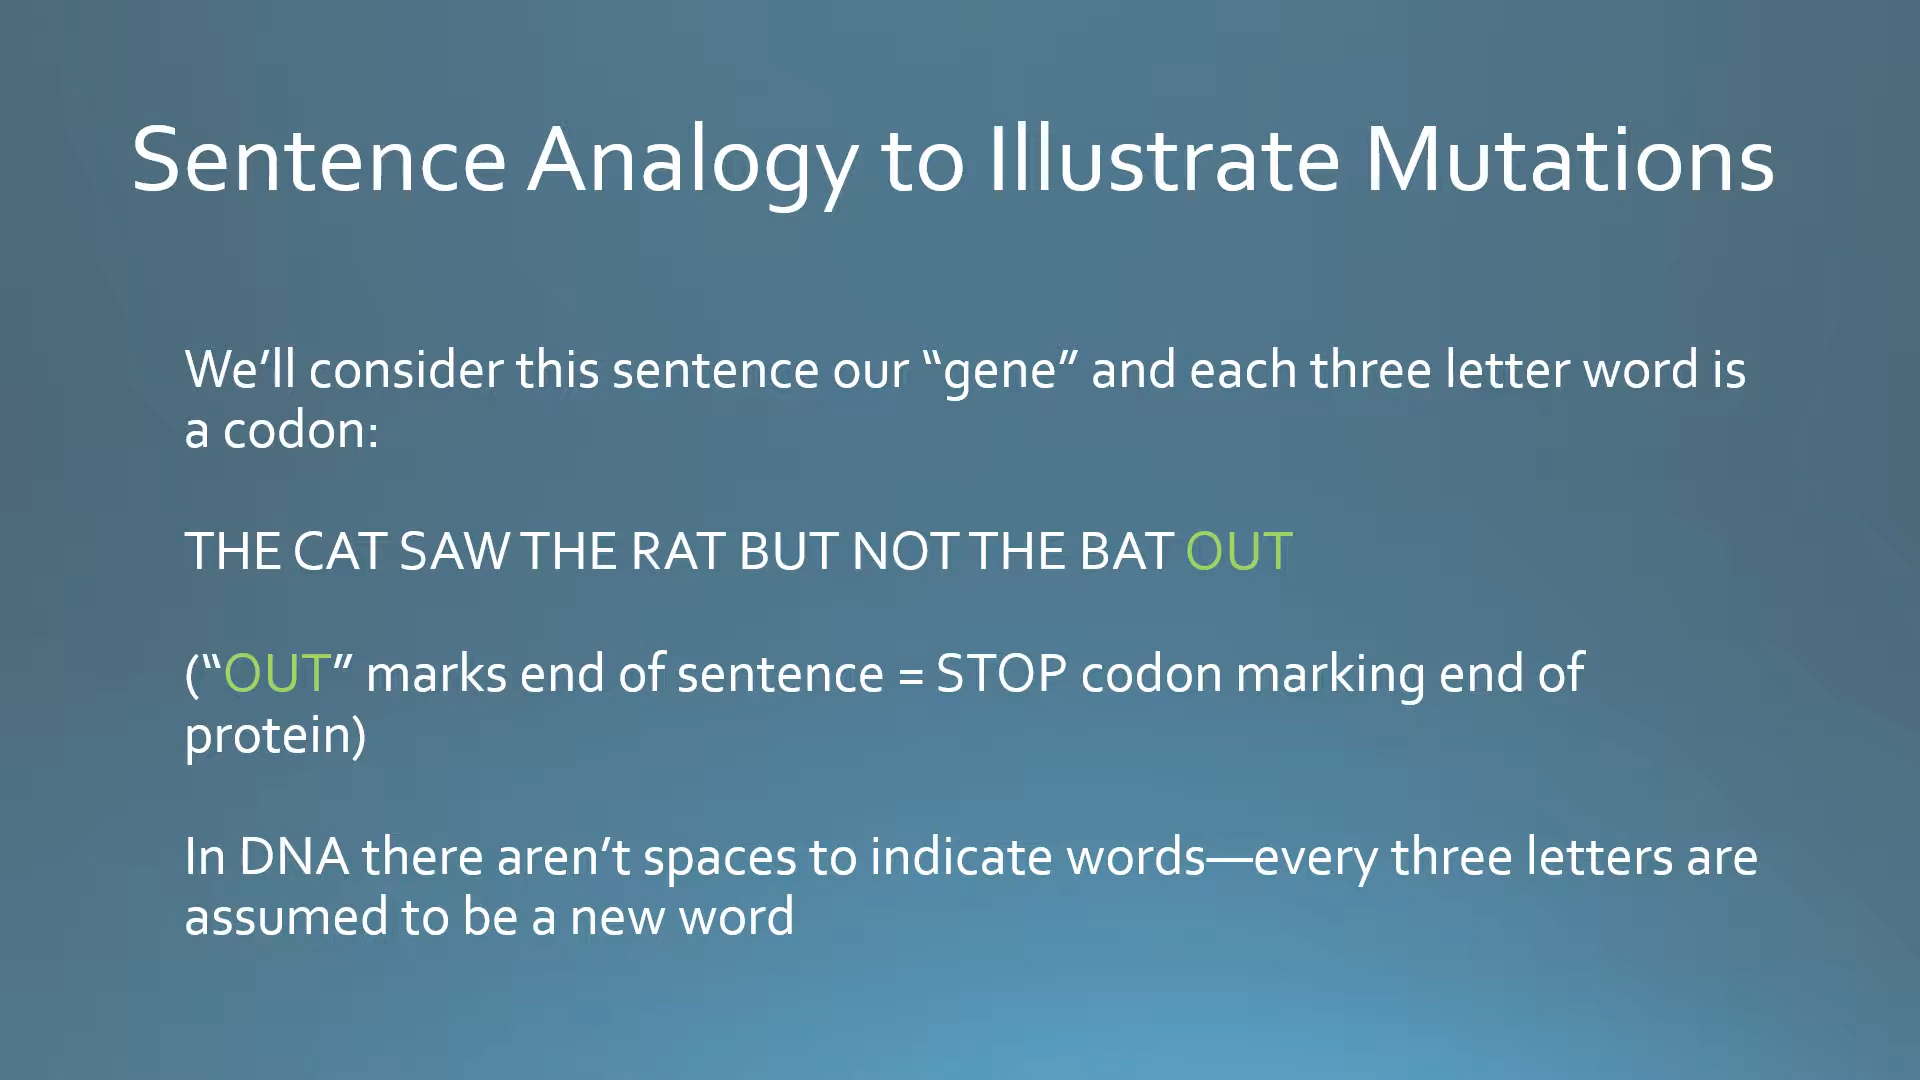 Sentence Analogy to Illustrate Mutations
We’ll consider this sentence our “gene” and each three letter word is
a codon:
THE CAT SAW THE RAT BUT NOT THE BAT OUT
(“OUT” marks end of sentence = STOP codon marking end of
protein)
In DNA there aren’t spaces to indicate words—every three letters are
assumed to be a new word